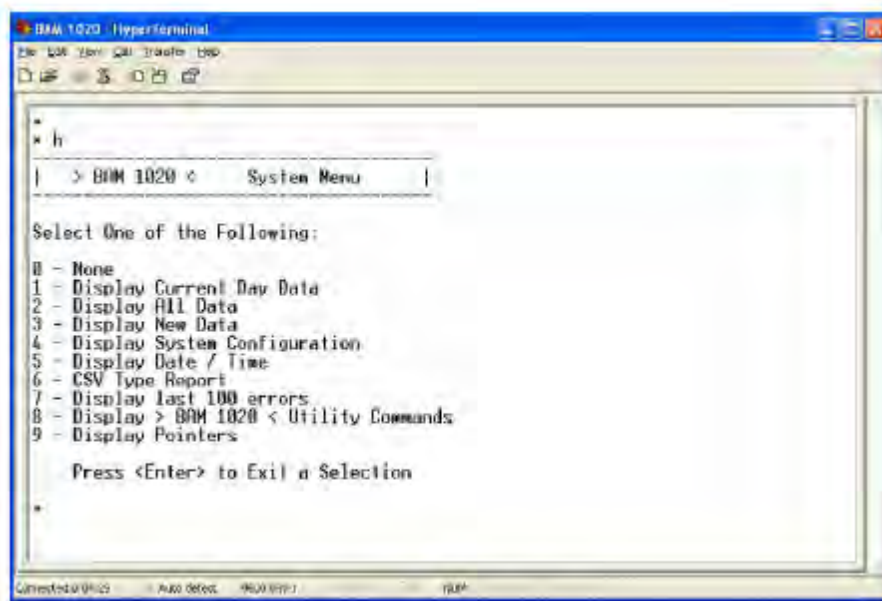 BAM 1020 - HyperTerminal
File Edit View Call Transfer Help
*
* h
| > BAM 1020 < System Menu |
Select One of the Following:
0 - None
1 - Display Current Day Data
2 - Display All Data
3 - Display New Data
4 - Display System Configuration
5 - Display Date / Time
6 - CSV Type Report
7 - Display last 100 errors
8 - Display > BAM 1020 < Utility Commands
9 - Display Pointers
Press <Enter> to Exit a Selection
*
Connected Auto detect NUM